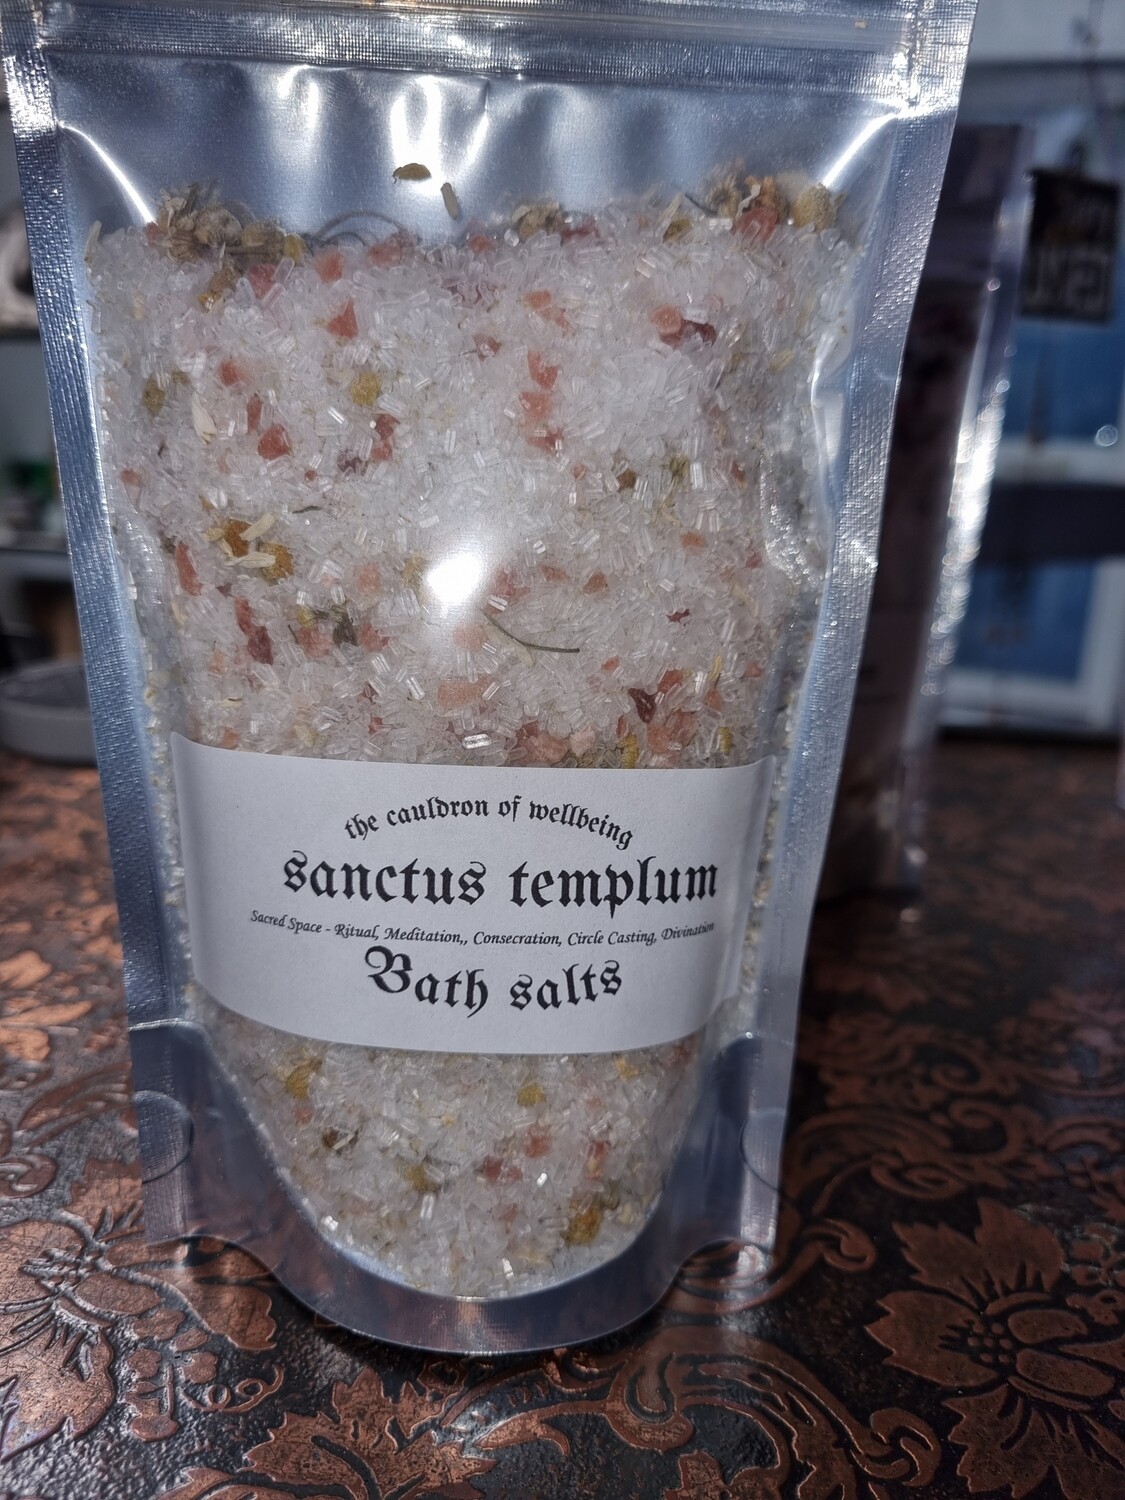 the cauldron of wellbeing
sanctus templum
Sacred Space - Ritual, Meditation,, Consecration, Circle Casting, Divination
Bath salts